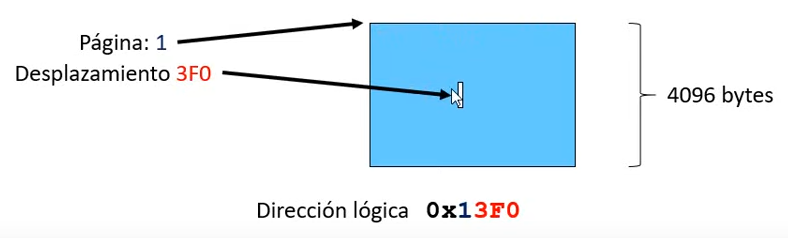 Página: 1
Desplazamiento 3F0
4096 bytes
Dirección lógica 0x13F0